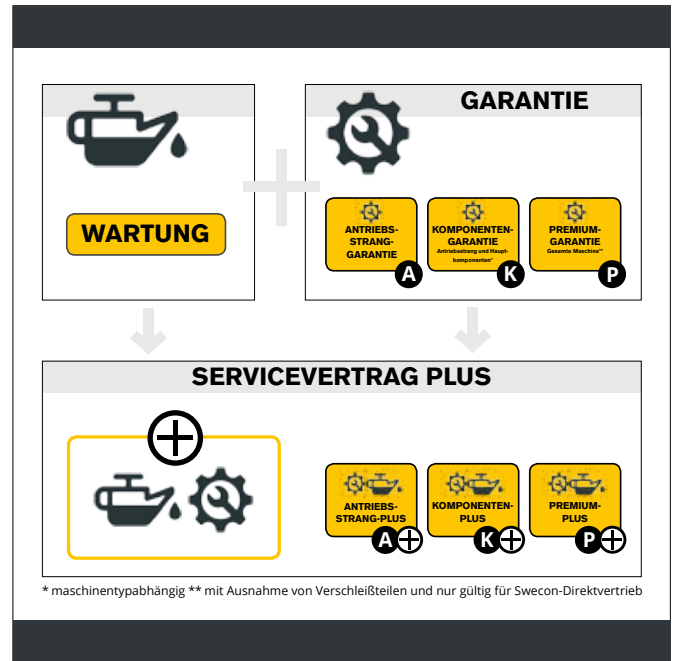 GARANTIE
WARTUNG
ANTRIEBS-
STRANG-
GARANTIE
A
KOMPONENTEN-
GARANTIE
Antriebsstrang und Haupt-
komponenten*
K
PREMIUM-
GARANTIE
Gesamte Maschine**
P
SERVICEVERTRAG PLUS
ANTRIEBS-
STRANG-PLUS
A
KOMPONENTEN-
PLUS
K
PREMIUM-
PLUS
P
* maschinentypabhängig ** mit Ausnahme von Verschleißteilen und nur gültig für Swecon-Direktvertrieb